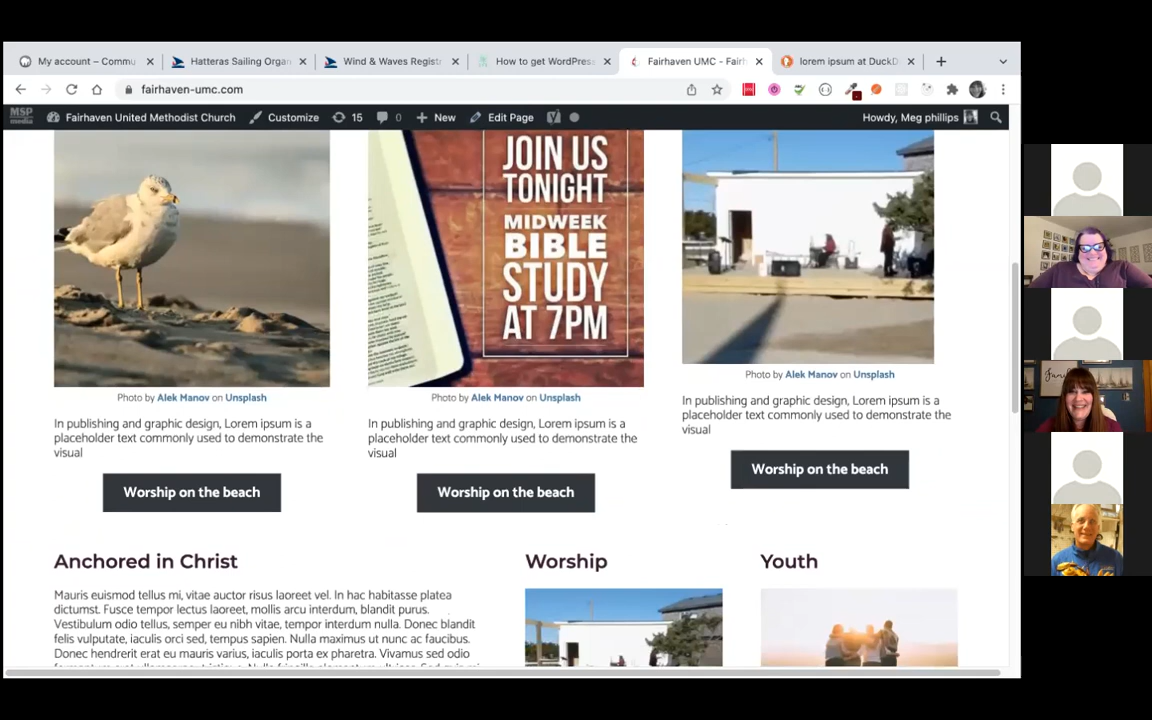 My account – Commu
Hatteras Sailing Organ
Wind & Waves Registr
How to get WordPress
Fairhaven UMC - Fairh
lorem ipsum at DuckD
fairhaven-umc.com
MSP media
Fairhaven United Methodist Church
Customize
15
0
New
Edit Page
Howdy, Meg phillips
JOIN US
TONIGHT
MIDWEEK
BIBLE
STUDY
AT 7PM
Photo by Alek Manov on Unsplash
Photo by Alek Manov on Unsplash
Photo by Alek Manov on Unsplash
In publishing and graphic design, Lorem ipsum is a
placeholder text commonly used to demonstrate the
visual
In publishing and graphic design, Lorem ipsum is a
placeholder text commonly used to demonstrate the
visual
In publishing and graphic design, Lorem ipsum is a
placeholder text commonly used to demonstrate the
visual
Worship on the beach
Worship on the beach
Worship on the beach
Anchored in Christ
Mauris euismod tellus mi, vitae auctor risus laoreet vel. In hac habitasse platea
dictumst. Fusce tempor lectus laoreet, mollis arcu interdum, blandit purus.
Vestibulum odio tellus, semper eu nibh vitae, tempor interdum nulla. Donec blandit
felis vulputate, iaculis orci sed, tempus sapien. Nulla maximus ut nunc ac faucibus.
Donec hendrerit erat eu mauris varius, iaculis porta ex pharetra. Vivamus sed odio
Worship
Youth